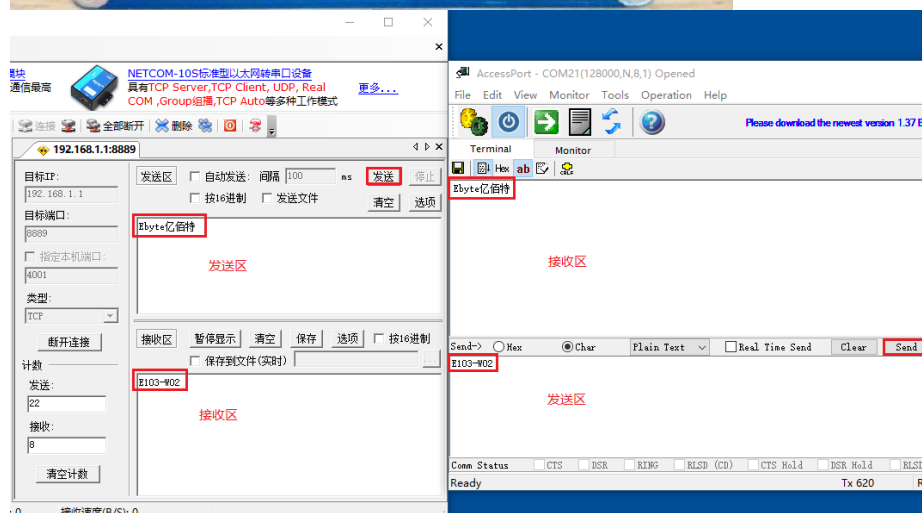 ×
莫块
通信最高
NETCOM-10S标准型以太网转串口设备
具有TCP Server,TCP Client, UDP, Real
COM ,Group组播,TCP Auto等多种工作模式
更多...
连接
全部断开
删除
192.168.1.1:8889
目标IP:
192.168.1.1
目标端口:
8889
指定本机端口:
4001
类型:
TCP
断开连接
计数
发送:
22
接收:
8
清空计数
发送区 自动发送: 间隔 100 ms 发送 停止
按16进制 发送文件 清空 选项
Ebyte亿佰特
发送区
接收区 暂停显示 清空 保存 选项 按16进制
保存到文件(实时) ...
E103-W02
接收区
: 0 接收速度(B/S): 0
AccessPort - COM21(128000,N,8,1) Opened
File Edit View Monitor Tools Operation Help
Please download the newest version 1.37 B
Terminal Monitor
Hex ab
Ebyte亿佰特
接收区
Send-> Hex Char Plain Text Real Time Send Clear Send
E103-W02
发送区
Comm Status CTS DSR RING RLSD (CD) CTS Hold DSR Hold RLSD
Ready Tx 620 R